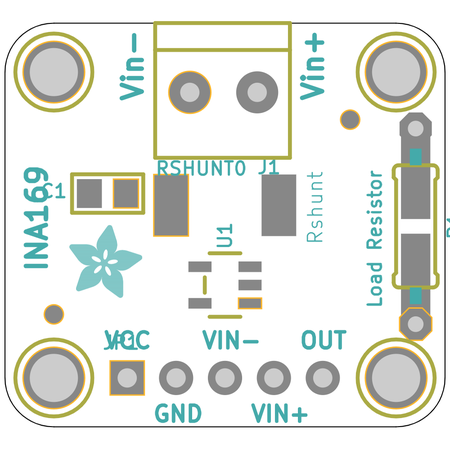 Vin-
Vin+
RSHUNT0
J1
INA169
C1
Rshunt
Load Resistor
U1
VCC
JP1
VIN-
OUT
GND
VIN+